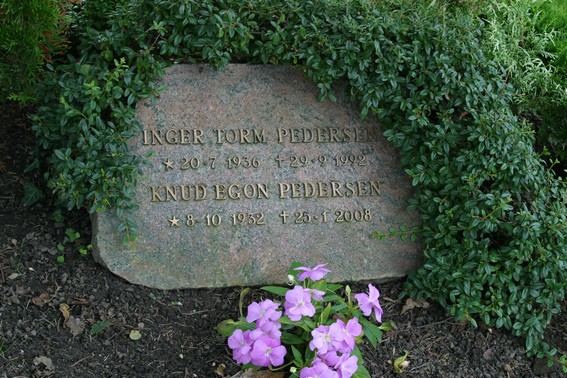 INGER TORM PEDERSEN
★ 20·7 1936 ✝ 29·9·1992
KNUD EGON PEDERSEN
★ 8·10 1932 ✝ 25·1·2008